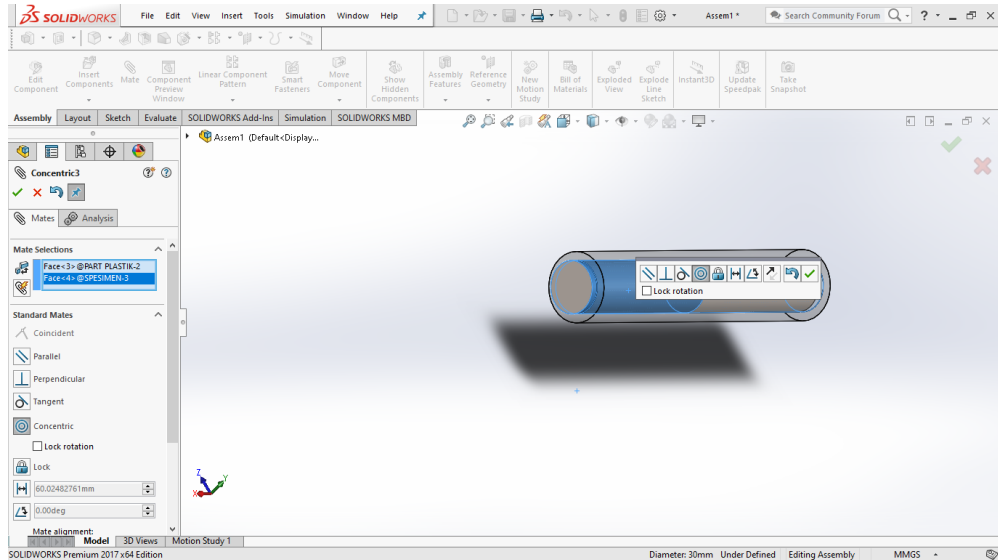 SOLIDWORKS File Edit View Insert Tools Simulation Window Help Assem1 * Search Community Forum ?
Edit Component Insert Components Mate Component Preview Window Linear Component Pattern Smart Fasteners Move Component Show Hidden Components Assembly Features Reference Geometry New Motion Study Bill of Materials Exploded View Explode Line Sketch Instant3D Update Speedpak Take Snapshot
Assembly Layout Sketch Evaluate SOLIDWORKS Add-Ins Simulation SOLIDWORKS MBD
Assem1 (Default<Display...
Concentric3
Mates Analysis
Mate Selections
Face<3>@PART PLASTIK-2
Face<4>@SPESIMEN-3
Lock rotation
Standard Mates
Coincident
Parallel
Perpendicular
Tangent
Concentric
Lock rotation
Lock
60.02482761mm
0.00deg
Mate alignment:
Z
Y
X
Model 3D Views Motion Study 1
SOLIDWORKS Premium 2017 x64 Edition Diameter: 30mm Under Defined Editing Assembly MMGS